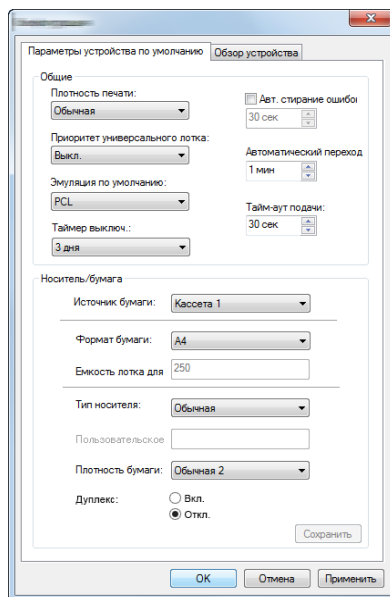 Параметры устройства по умолчанию
Обзор устройства
Общие
Плотность печати:
Обычная
Авт. стирание ошибок
30 сек
Приоритет универсального лотка:
Выкл.
Автоматический переход
1 мин
Эмуляция по умолчанию:
PCL
Тайм-аут подачи:
30 сек
Таймер выключ.:
3 дня
Носитель/бумага
Источник бумаги:
Кассета 1
Формат бумаги:
A4
Емкость лотка для
250
Тип носителя:
Обычная
Пользовательское
Плотность бумаги:
Обычная 2
Дуплекс:
Вкл.
Откл.
Сохранить
OK
Отмена
Применить